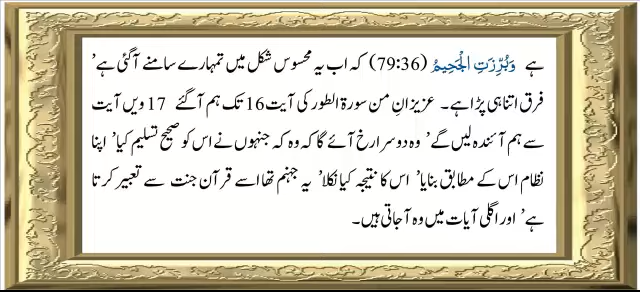 ہے وَبُرِّزَتِ الْجَحِيمُ (79:36) کہ اب یہ محسوس شکل میں تمہارے سامنے آ گئی ہے’
فرق اتنا ہی پڑا ہے۔ عزیزانِ من سورۃ الطور کی آیت 16 تک ہم آ گئے 17 ویں آیت
سے ہم آئندہ لیں گے’ وہ دوسرا رخ آئے گا کہ وہ کہ جنہوں نے اس کو صحیح تسلیم کیا’ اپنا
نظام اس کے مطابق بنایا’ اس کا نتیجہ کیا نکلا’ یہ جہنم تھا اسے قرآن جنت سے تعبیر کرتا
ہے’ اور اگلی آیات میں وہ آ جاتی ہیں۔